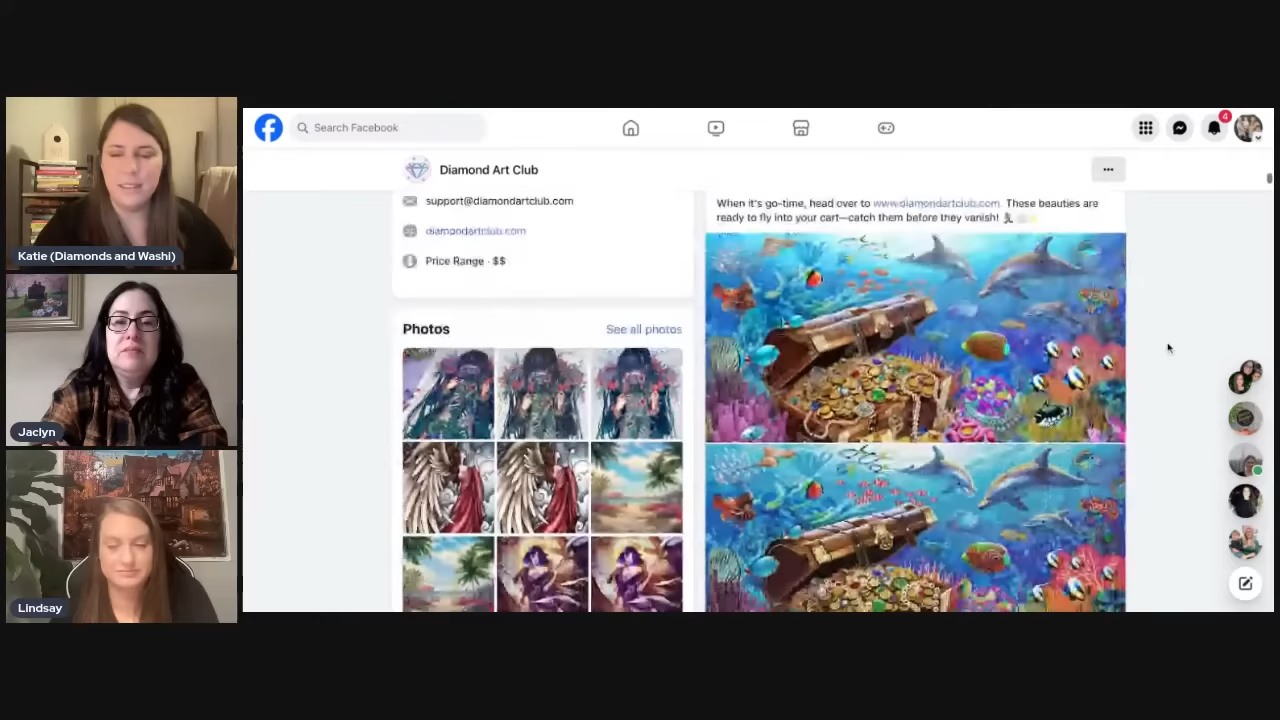 Katie (Diamonds and Washi)
Jaclyn
Lindsay
Search Facebook
4
Diamond Art Club
support@diamondartclub.com
diamondartclub.com
Price Range · $$
Photos
See all photos
When it's go-time, head over to www.diamondartclub.com. These beauties are
ready to fly into your cart—catch them before they vanish!